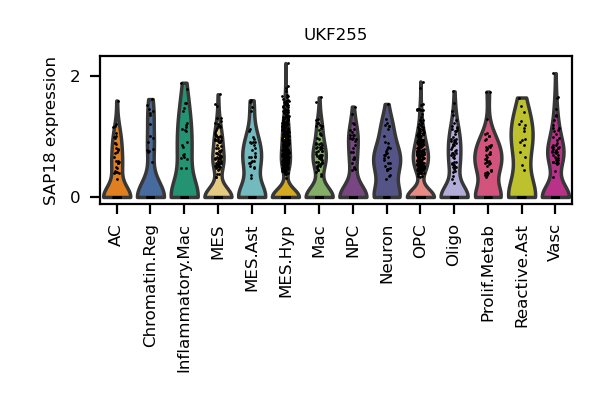 UKF255
SAP18 expression
2
0
AC
Chromatin.Reg
Inflammatory.Mac
MES
MES.Ast
MES.Hyp
Mac
NPC
Neuron
OPC
Oligo
Prolif.Metab
Reactive.Ast
Vasc